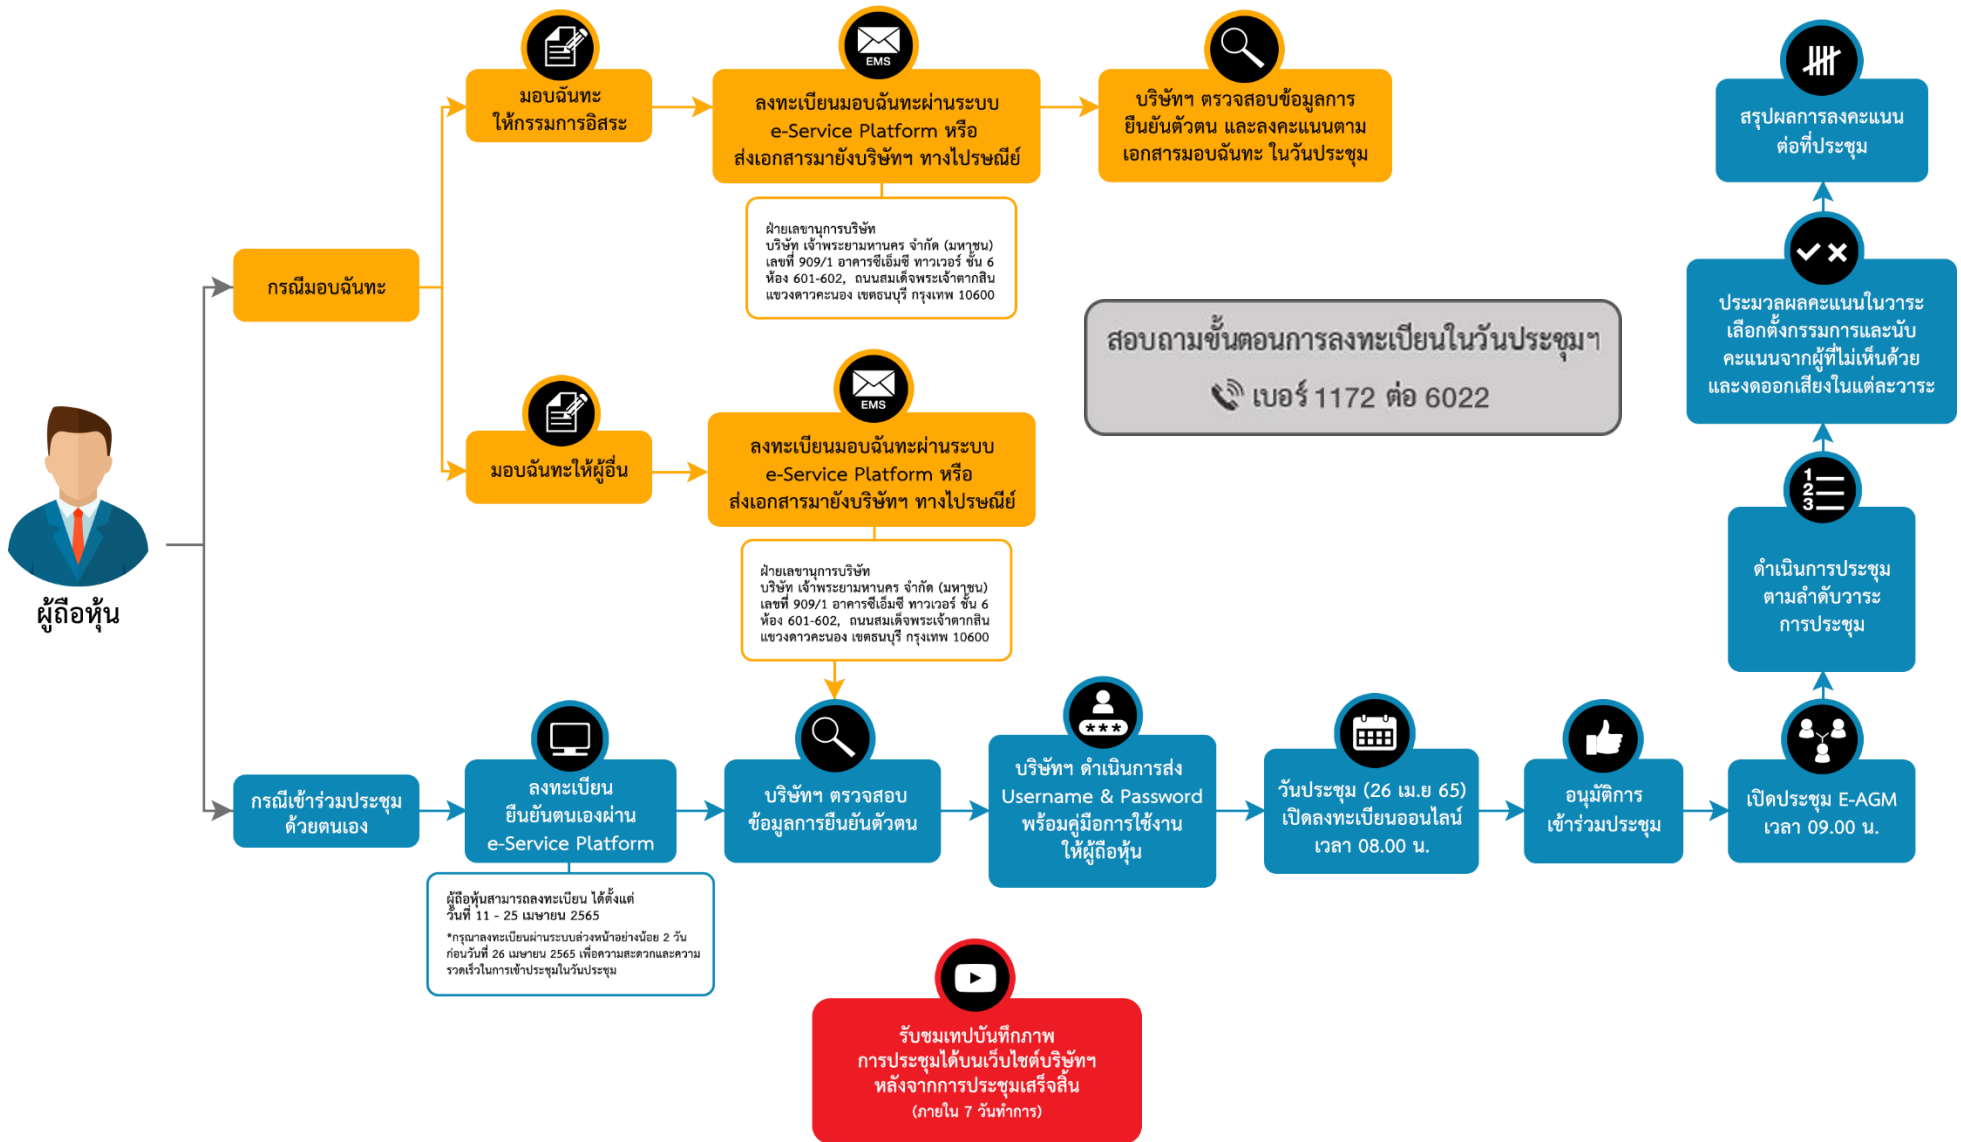 ผู้ถือหุ้น
กรณีมอบฉันทะ
มอบฉันทะ
ให้กรรมการอิสระ
EMS
ลงทะเบียนมอบฉันทะผ่านระบบ
e-Service Platform หรือ
ส่งเอกสารมายังบริษัทฯ ทางไปรษณีย์
ฝ่ายเลขานุการบริษัท
บริษัท เจ้าพระยามหานคร จำกัด (มหาชน)
เลขที่ 909/1 อาคารซีเอ็มซี ทาวเวอร์ ชั้น 6
ห้อง 601-602, ถนนสมเด็จพระเจ้าตากสิน
แขวงดาวคะนอง เขตธนบุรี กรุงเทพ 10600
บริษัทฯ ตรวจสอบข้อมูลการ
ยืนยันตัวตน และลงคะแนนตาม
เอกสารมอบฉันทะ ในวันประชุม
มอบฉันทะให้ผู้อื่น
EMS
ลงทะเบียนมอบฉันทะผ่านระบบ
e-Service Platform หรือ
ส่งเอกสารมายังบริษัทฯ ทางไปรษณีย์
ฝ่ายเลขานุการบริษัท
บริษัท เจ้าพระยามหานคร จำกัด (มหาชน)
เลขที่ 909/1 อาคารซีเอ็มซี ทาวเวอร์ ชั้น 6
ห้อง 601-602, ถนนสมเด็จพระเจ้าตากสิน
แขวงดาวคะนอง เขตธนบุรี กรุงเทพ 10600
สอบถามขั้นตอนการลงทะเบียนในวันประชุมฯ
เบอร์ 1172 ต่อ 6022
กรณีเข้าร่วมประชุม
ด้วยตนเอง
ลงทะเบียน
ยืนยันตนเองผ่าน
e-Service Platform
ผู้ถือหุ้นสามารถลงทะเบียน ได้ตั้งแต่
วันที่ 11 - 25 เมษายน 2565
*กรุณาลงทะเบียนผ่านระบบล่วงหน้าอย่างน้อย 2 วัน
ก่อนวันที่ 26 เมษายน 2565 เพื่อความสะดวกและความ
รวดเร็วในการเข้าประชุมในวันประชุม
บริษัทฯ ตรวจสอบ
ข้อมูลการยืนยันตัวตน
***
บริษัทฯ ดำเนินการส่ง
Username & Password
พร้อมคู่มือการใช้งาน
ให้ผู้ถือหุ้น
วันประชุม (26 เม.ย 65)
เปิดลงทะเบียนออนไลน์
เวลา 08.00 น.
อนุมัติการ
เข้าร่วมประชุม
เปิดประชุม E-AGM
เวลา 09.00 น.
1
2
3
ดำเนินการประชุม
ตามลำดับวาระ
การประชุม
ประมวลผลคะแนนในวาระ
เลือกตั้งกรรมการและนับ
คะแนนจากผู้ที่ไม่เห็นด้วย
และงดออกเสียงในแต่ละวาระ
สรุปผลการลงคะแนน
ต่อที่ประชุม
รับชมเทปบันทึกภาพ
การประชุมได้บนเว็บไซต์บริษัทฯ
หลังจากการประชุมเสร็จสิ้น
(ภายใน 7 วันทำการ)